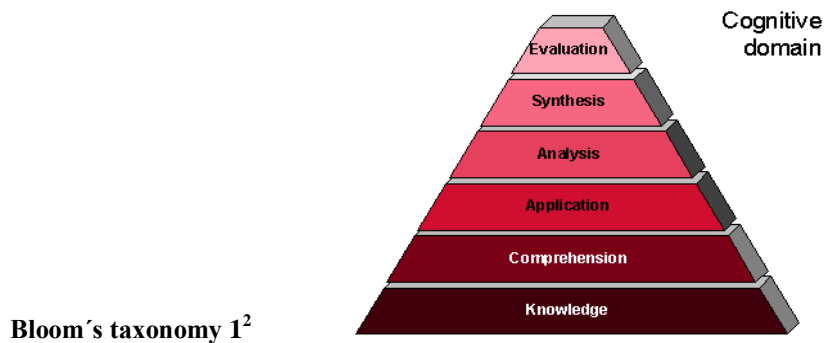 Cognitive
domain
Evaluation
Synthesis
Analysis
Application
Comprehension
Knowledge
Bloom´s taxonomy 1²